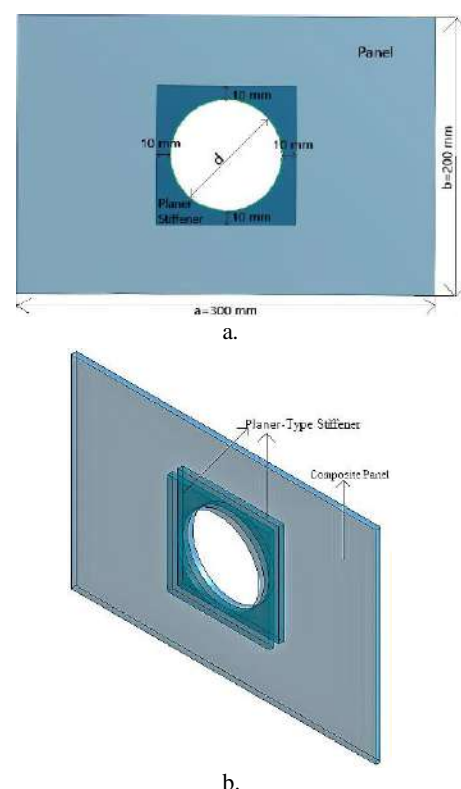 Panel
10 mm
10 mm
10 mm
d
Planer
Stiffener
10 mm
b=200 mm
a=300 mm
a.
Planer-Type Stiffener
Composite Panel
b.